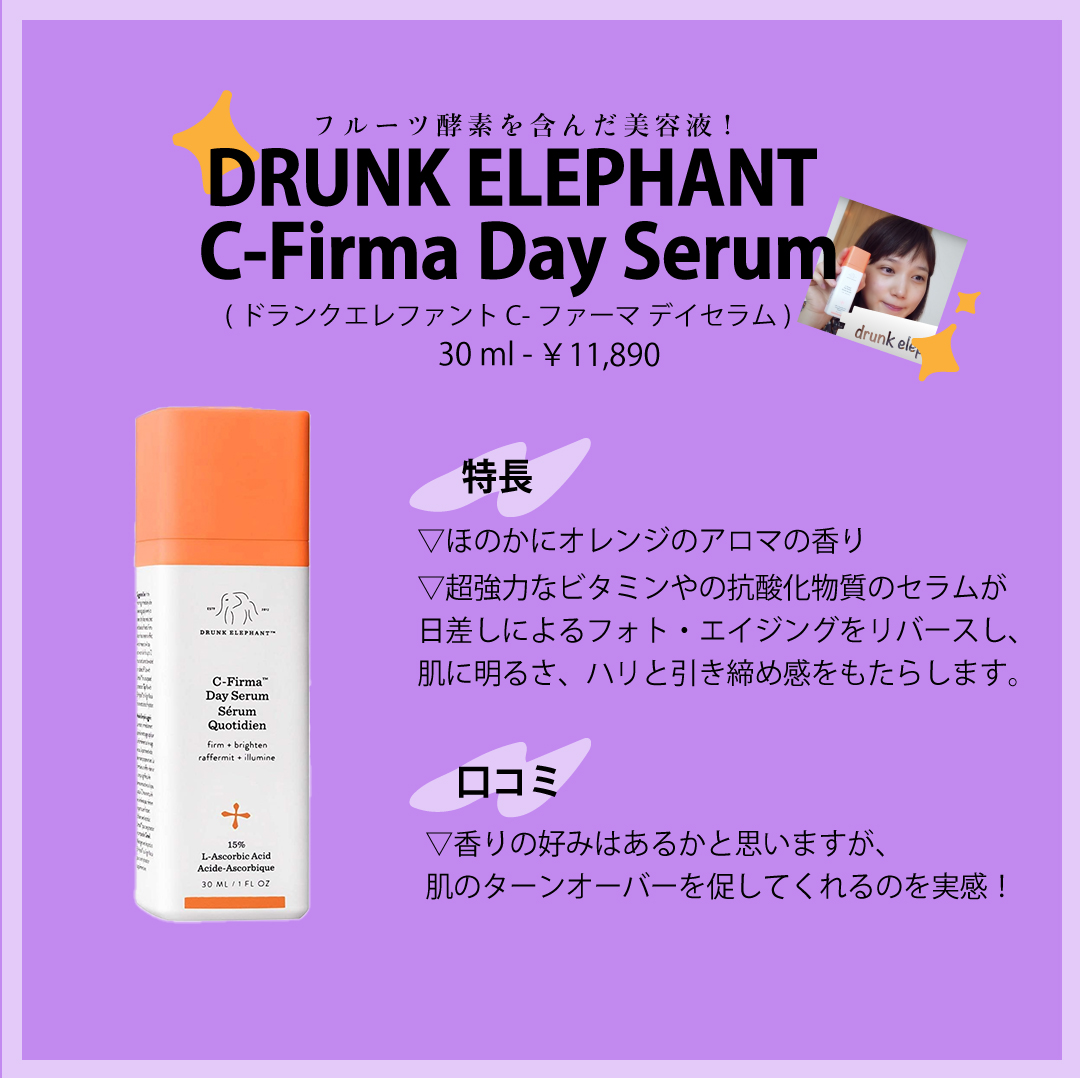 フルーツ酵素を含んだ美容液！
DRUNK ELEPHANT
C-Firma Day Serum
( ドランクエレファント C- ファーマ デイセラム )
30 ml - ￥11,890
drunk elep
特長
▽ほのかにオレンジのアロマの香り
▽超強力なビタミンやの抗酸化物質のセラムが
日差しによるフォト・エイジングをリバースし、
肌に明るさ、ハリと引き締め感をもたらします。
口コミ
▽香りの好みはあるかと思いますが、
肌のターンオーバーを促してくれるのを実感！
DRUNK ELEPHANT™
C-Firma™
Day Serum
Sérum
Quotidien
firm + brighten
raffermit + illumine
15%
L-Ascorbic Acid
Acide-Ascorbique
30 ML / 1 FL OZ